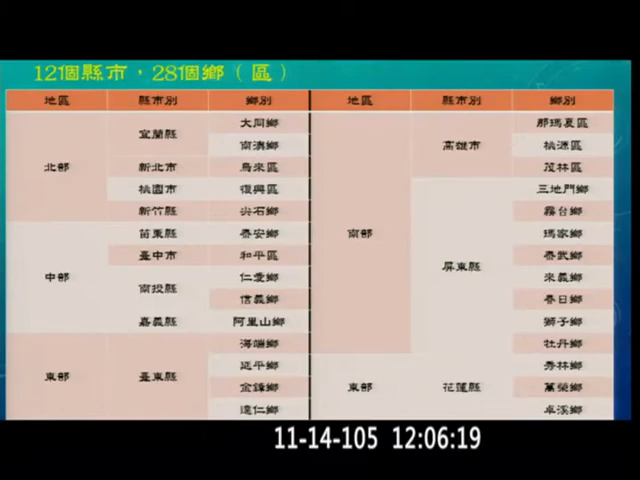 12個縣市，28個鄉（區）
地區 縣市別 鄉別 地區 縣市別 鄉別
北部 宜蘭縣 大同鄉 南部 高雄市 那瑪夏區
南澳鄉 桃源區
新北市 烏來區 茂林區
桃園市 復興區 屏東縣 三地門鄉
新竹縣 尖石鄉 霧台鄉
中部 苗栗縣 泰安鄉 瑪家鄉
臺中市 和平區 泰武鄉
南投縣 仁愛鄉 來義鄉
信義鄉 春日鄉
嘉義縣 阿里山鄉 獅子鄉
東部 臺東縣 海端鄉 牡丹鄉
延平鄉 東部 花蓮縣 秀林鄉
金鋒鄉 萬榮鄉
達仁鄉 卓溪鄉
11-14-105 12:06:19